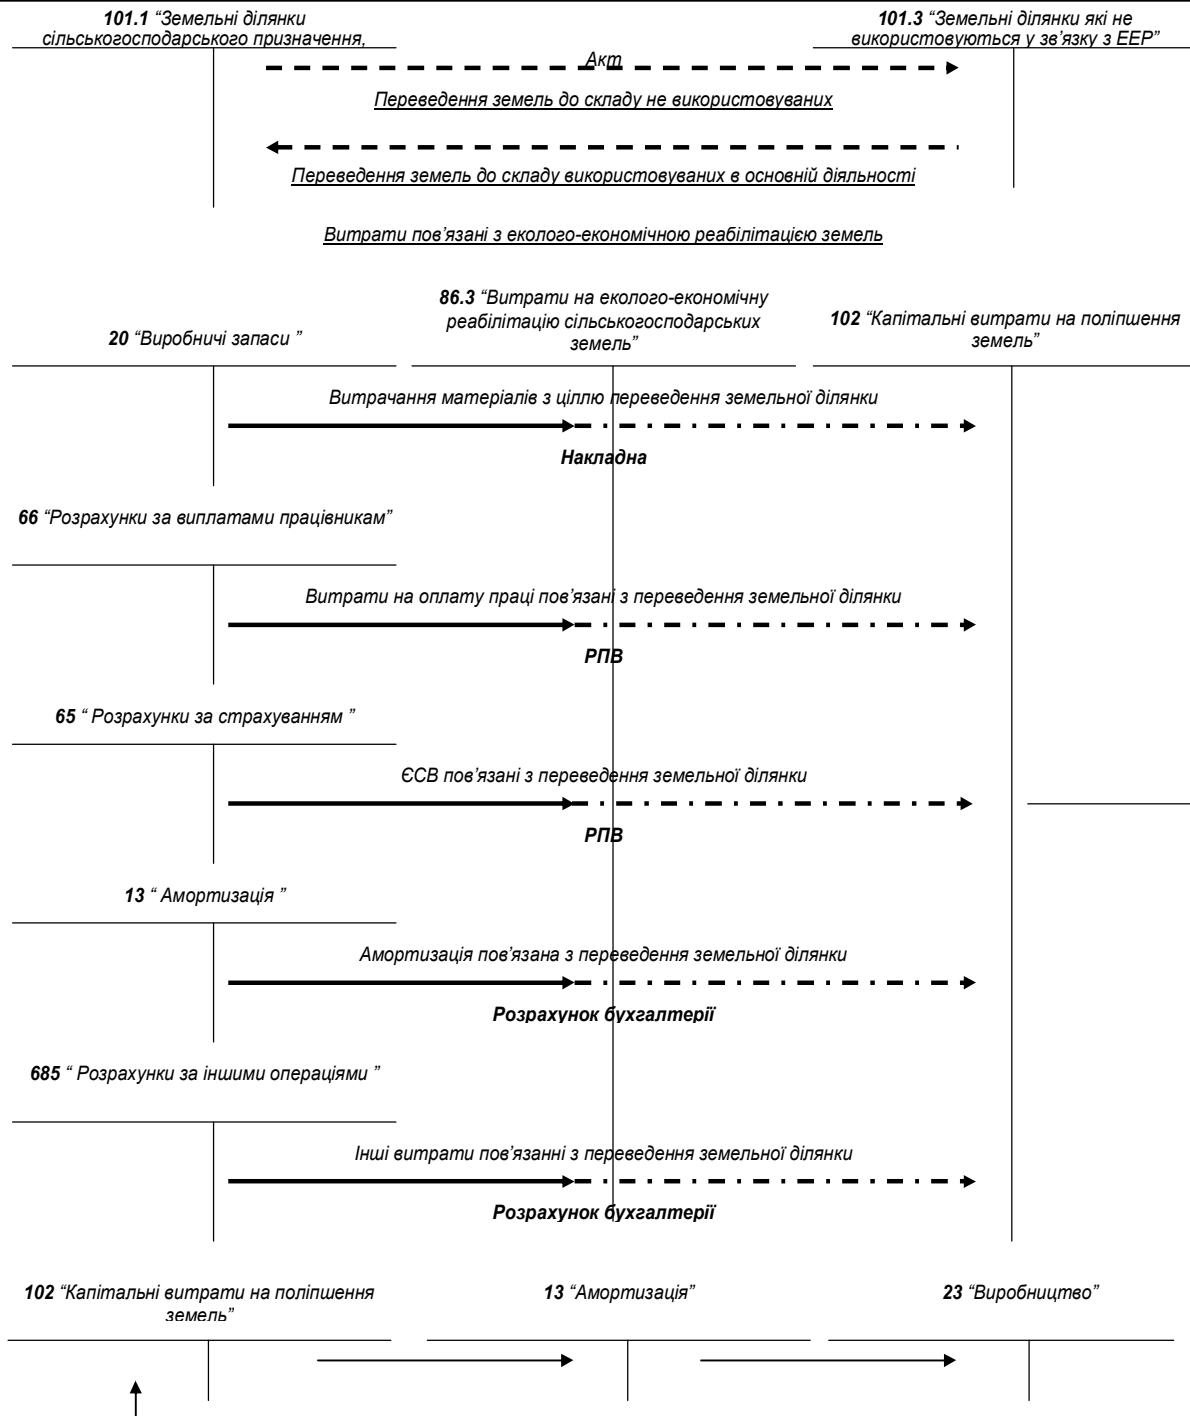 101.1 “Земельні ділянки
сільськогосподарського призначення,
101.3 “Земельні ділянки які не
використовуються у зв’язку з ЕЕР”
Акт
Переведення земель до складу не використовуваних
Переведення земель до складу використовуваних в основній діяльності
Витрати пов’язані з еколого-економічною реабілітацією земель
20 “Виробничі запаси ”
86.3 “Витрати на еколого-економічну
реабілітацію сільськогосподарських
земель”
102 “Капітальні витрати на поліпшення
земель”
Витрачання матеріалів з ціллю переведення земельної ділянки
Накладна
66 “Розрахунки за виплатами працівникам”
Витрати на оплату праці пов’язані з переведення земельної ділянки
РПВ
65 “ Розрахунки за страхуванням ”
ЄСВ пов’язані з переведення земельної ділянки
РПВ
13 “ Амортизація ”
Амортизація пов’язана з переведення земельної ділянки
Розрахунок бухгалтерії
685 “ Розрахунки за іншими операціями ”
Інші витрати пов’язанні з переведення земельної ділянки
Розрахунок бухгалтерії
102 “Капітальні витрати на поліпшення
земель”
13 “Амортизація”
23 “Виробництво”